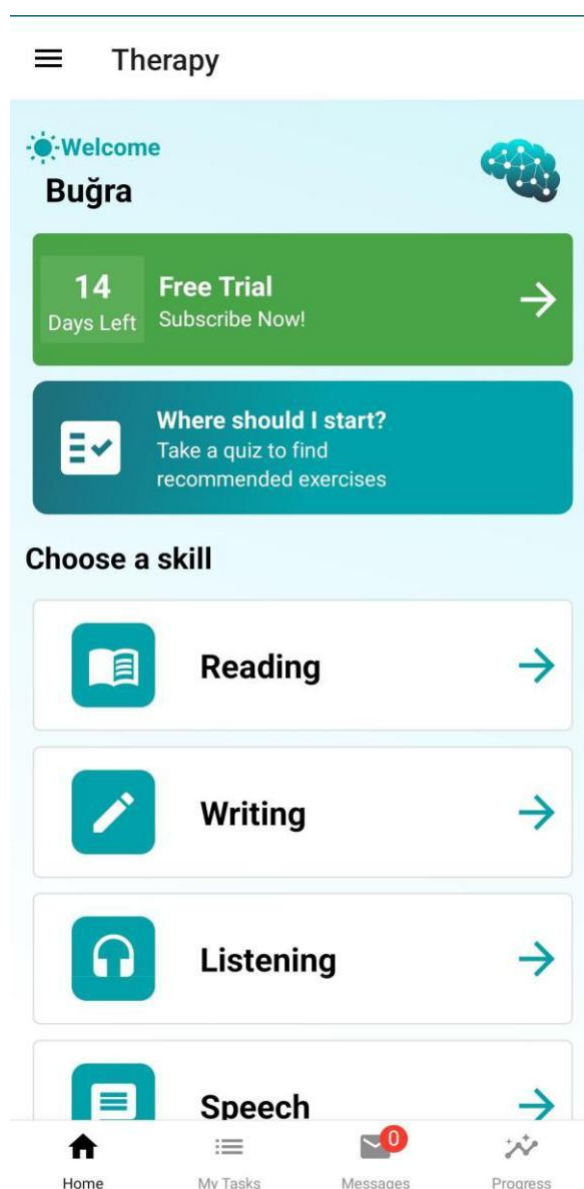 Therapy
Welcome
Buğra
14
Days Left
Free Trial
Subscribe Now!
Where should I start?
Take a quiz to find
recommended exercises
Choose a skill
Reading
Writing
Listening
Speech
0
Home
My Tasks
Messages
Progress